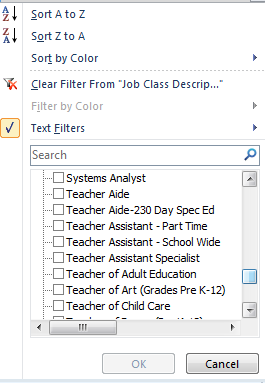 Sort A to Z
Sort Z to A
Sort by Color
Clear Filter From "Job Class Descrip..."
Filter by Color
Text Filters
Search
Systems Analyst
Teacher Aide
Teacher Aide-230 Day Spec Ed
Teacher Assistant - Part Time
Teacher Assistant - School Wide
Teacher Assistant Specialist
Teacher of Adult Education
Teacher of Art (Grades Pre K-12)
Teacher of Child Care
OK
Cancel